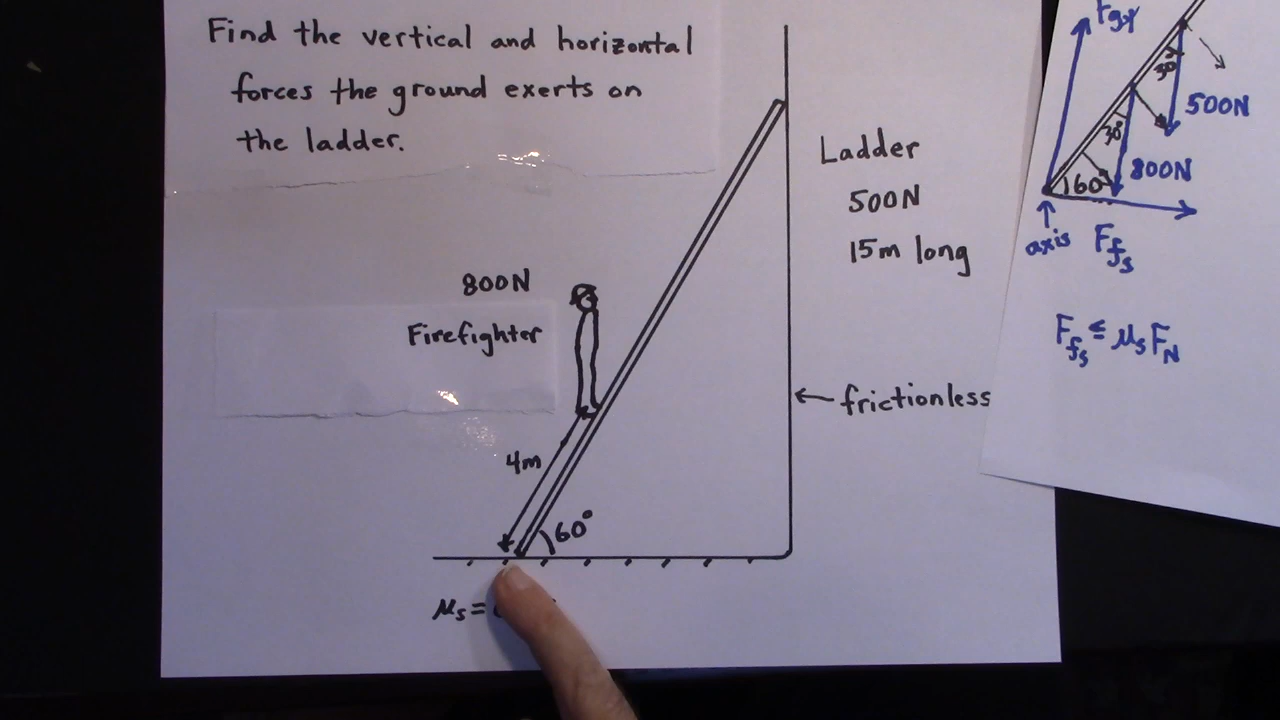 Find the vertical and horizontal
forces the ground exerts on
the ladder.
Ladder
500N
15m long
800N
Firefighter
4m
60°
← frictionless
μs =
Fgy
30°
500N
30°
800N
60
axis
Ffs
Ffs ≤ μsFN